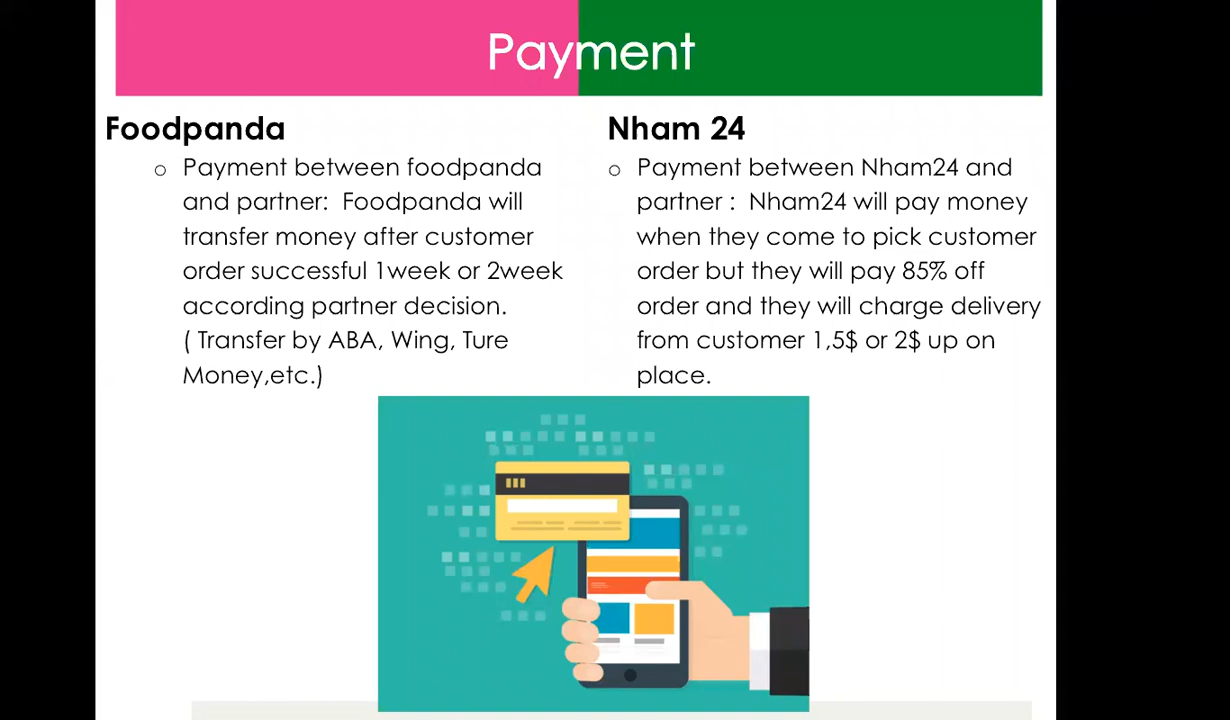 Payment
Foodpanda
○ Payment between foodpanda
and partner:  Foodpanda will
transfer money after customer
order successful 1week or 2week
according partner decision.
( Transfer by ABA, Wing, Ture
Money,etc.)
Nham 24
○ Payment between Nham24 and
partner :  Nham24 will pay money
when they come to pick customer
order but they will pay 85% off
order and they will charge delivery
from customer 1,5$ or 2$ up on
place.